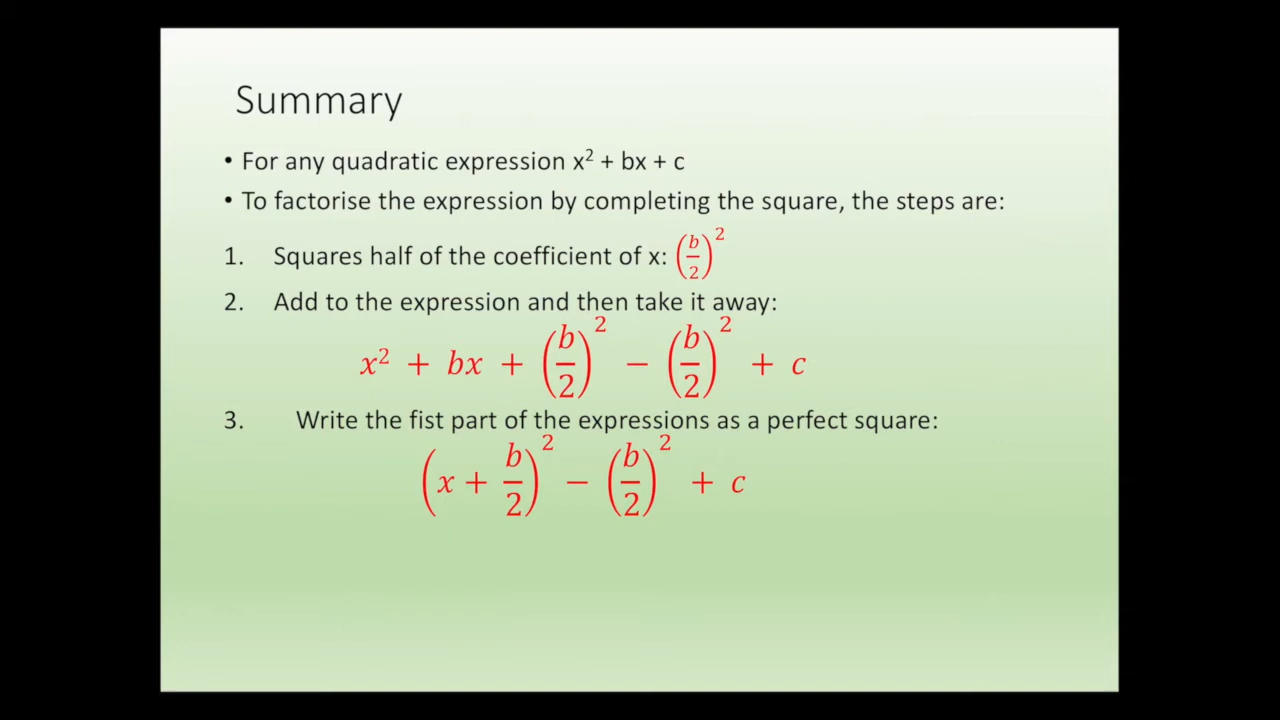 Summary
• For any quadratic expression x² + bx + c
• To factorise the expression by completing the square, the steps are:
1. Squares half of the coefficient of x: (b/2)²
2. Add to the expression and then take it away:
x² + bx + (b/2)² − (b/2)² + c
3. Write the fist part of the expressions as a perfect square:
(x + b/2)² − (b/2)² + c